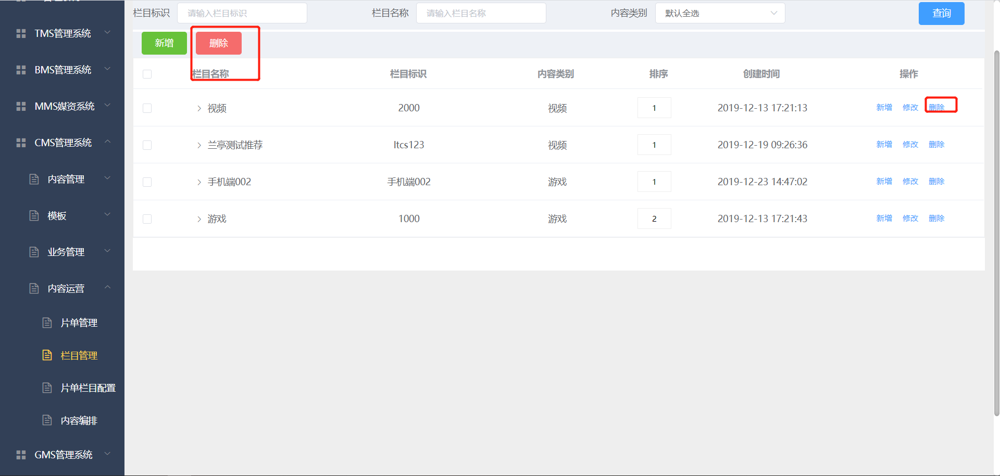 TMS管理系统
BMS管理系统
MMS媒资系统
CMS管理系统
内容管理
模板
业务管理
内容运营
片单管理
栏目管理
片单栏目配置
内容编排
GMS管理系统
栏目标识 请输入栏目标识 栏目名称 请输入栏目名称 内容类别 默认全选 查询
新增 删除
栏目名称 栏目标识 内容类别 排序 创建时间 操作
视频 2000 视频 1 2019-12-13 17:21:13 新增 修改 删除
兰亭测试推荐 ltcs123 视频 1 2019-12-19 09:26:36 新增 修改 删除
手机端002 手机端002 游戏 1 2019-12-23 14:47:02 新增 修改 删除
游戏 1000 游戏 2 2019-12-13 17:21:43 新增 修改 删除